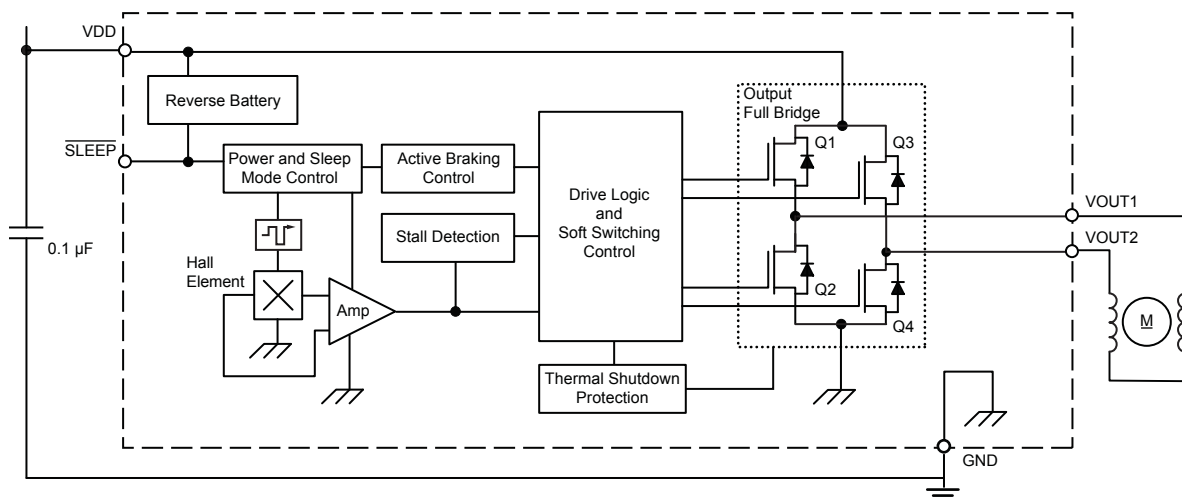 VDD
Reverse Battery
SLEEP
0.1 µF
Power and Sleep
Mode Control
Active Braking
Control
Stall Detection
Hall
Element
Amp
Drive Logic
and
Soft Switching
Control
Thermal Shutdown
Protection
Output
Full Bridge
Q1
Q3
Q2
Q4
VOUT1
VOUT2
M
GND